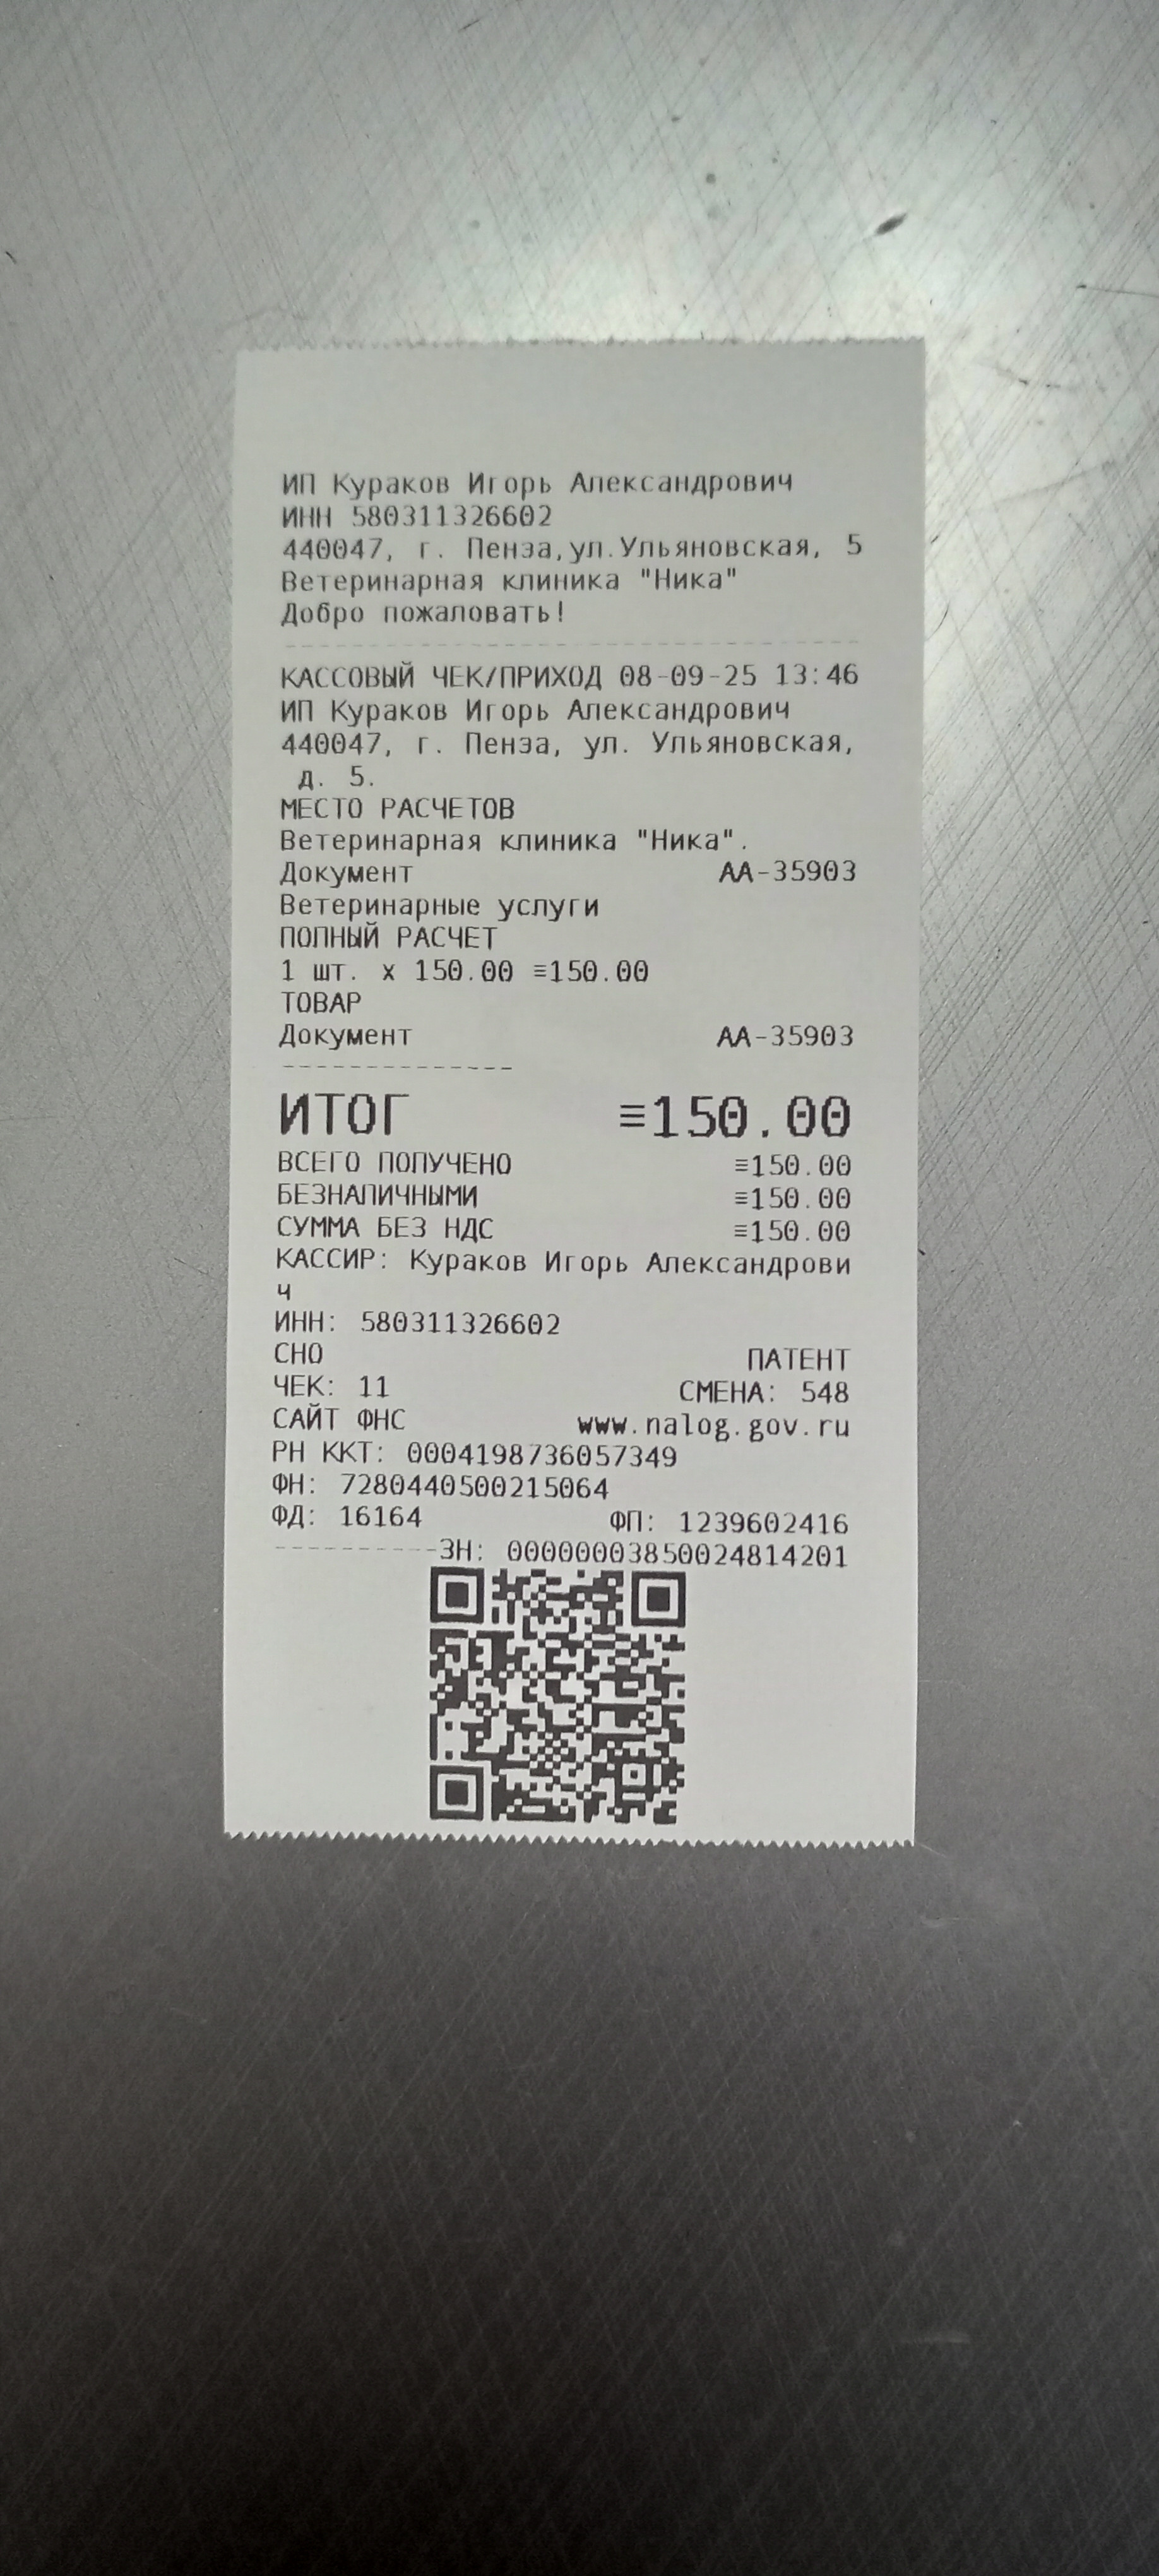 ИП Кураков Игорь Александрович
ИНН 580311326602
440047, г. Пенза,ул.Ульяновская, 5
Ветеринарная клиника "Ника"
Добро пожаловать!
КАССОВЫЙ ЧЕК/ПРИХОД 08-09-25 13:46
ИП Кураков Игорь Александрович
440047, г. Пенза, ул. Ульяновская,
д. 5.
МЕСТО РАСЧЕТОВ
Ветеринарная клиника "Ника".
Документ АА-35903
Ветеринарные услуги
ПОЛНЫЙ РАСЧЕТ
1 шт. x 150.00 ≡150.00
ТОВАР
Документ АА-35903
ИТОГ ≡150.00
ВСЕГО ПОЛУЧЕНО ≡150.00
БЕЗНАЛИЧНЫМИ ≡150.00
СУММА БЕЗ НДС ≡150.00
КАССИР: Кураков Игорь Александрови
ч
ИНН: 580311326602
СНО ПАТЕНТ
ЧЕК: 11 СМЕНА: 548
САЙТ ФНС www.nalog.gov.ru
РН ККТ: 0004198736057349
ФН: 7280440500215064
ФД: 16164 ФП: 1239602416
----------ЗН: 00000003850024814201